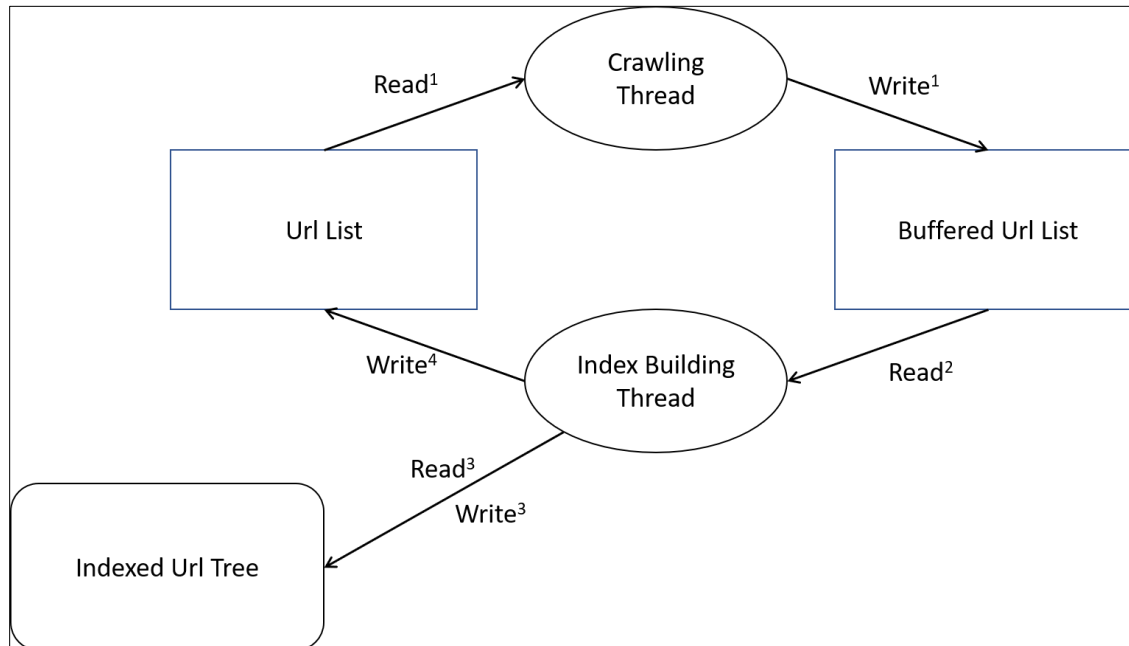 Crawling
Thread
Read¹
Write¹
Url List
Buffered Url List
Write⁴
Index Building
Thread
Read²
Read³
Write³
Indexed Url Tree